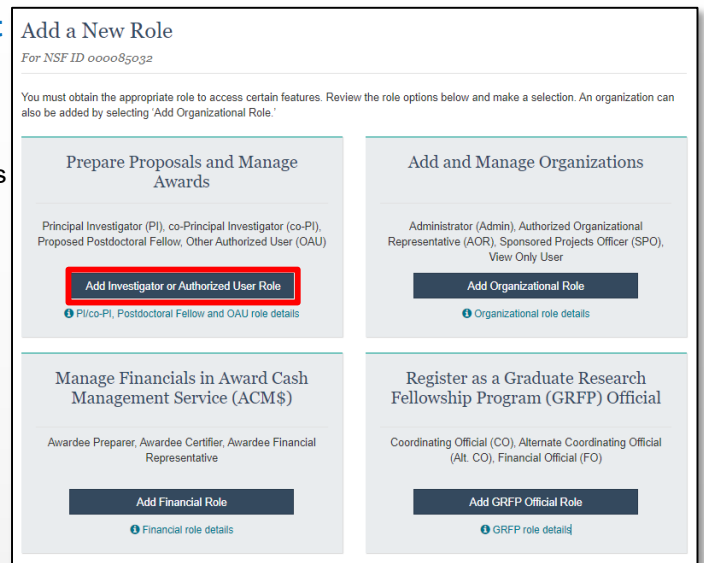 :
s
Add a New Role
For NSF ID 000085032
You must obtain the appropriate role to access certain features. Review the role options below and make a selection. An organization can
also be added by selecting 'Add Organizational Role.'
Prepare Proposals and Manage
Awards
Principal Investigator (PI), co-Principal Investigator (co-PI),
Proposed Postdoctoral Fellow, Other Authorized User (OAU)
Add Investigator or Authorized User Role
PI/co-PI, Postdoctoral Fellow and OAU role details
Add and Manage Organizations
Administrator (Admin), Authorized Organizational
Representative (AOR), Sponsored Projects Officer (SPO),
View Only User
Add Organizational Role
Organizational role details
Manage Financials in Award Cash
Management Service (ACM$)
Awardee Preparer, Awardee Certifier, Awardee Financial
Representative
Add Financial Role
Financial role details
Register as a Graduate Research
Fellowship Program (GRFP) Official
Coordinating Official (CO), Alternate Coordinating Official
(Alt. CO), Financial Official (FO)
Add GRFP Official Role
GRFP role details